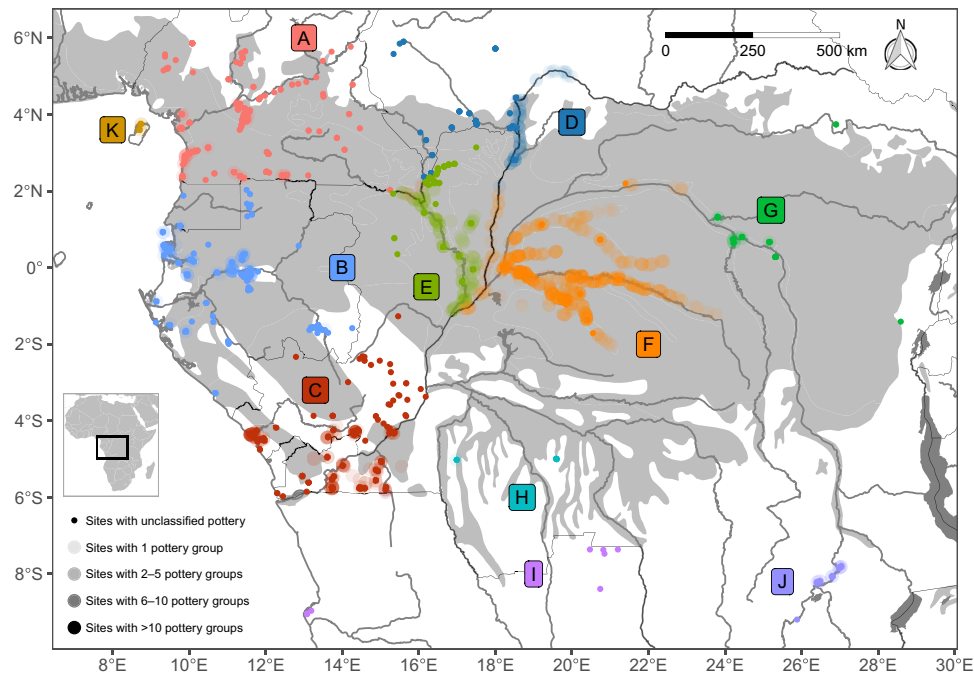 6°N
4°N
2°N
0°
2°S
4°S
6°S
8°S
A
K
D
B
E
G
F
C
H
I
J
N
0
250
500 km
Sites with unclassified pottery
Sites with 1 pottery group
Sites with 2–5 pottery groups
Sites with 6–10 pottery groups
Sites with >10 pottery groups
8°E
10°E
12°E
14°E
16°E
18°E
20°E
22°E
24°E
26°E
28°E
30°E